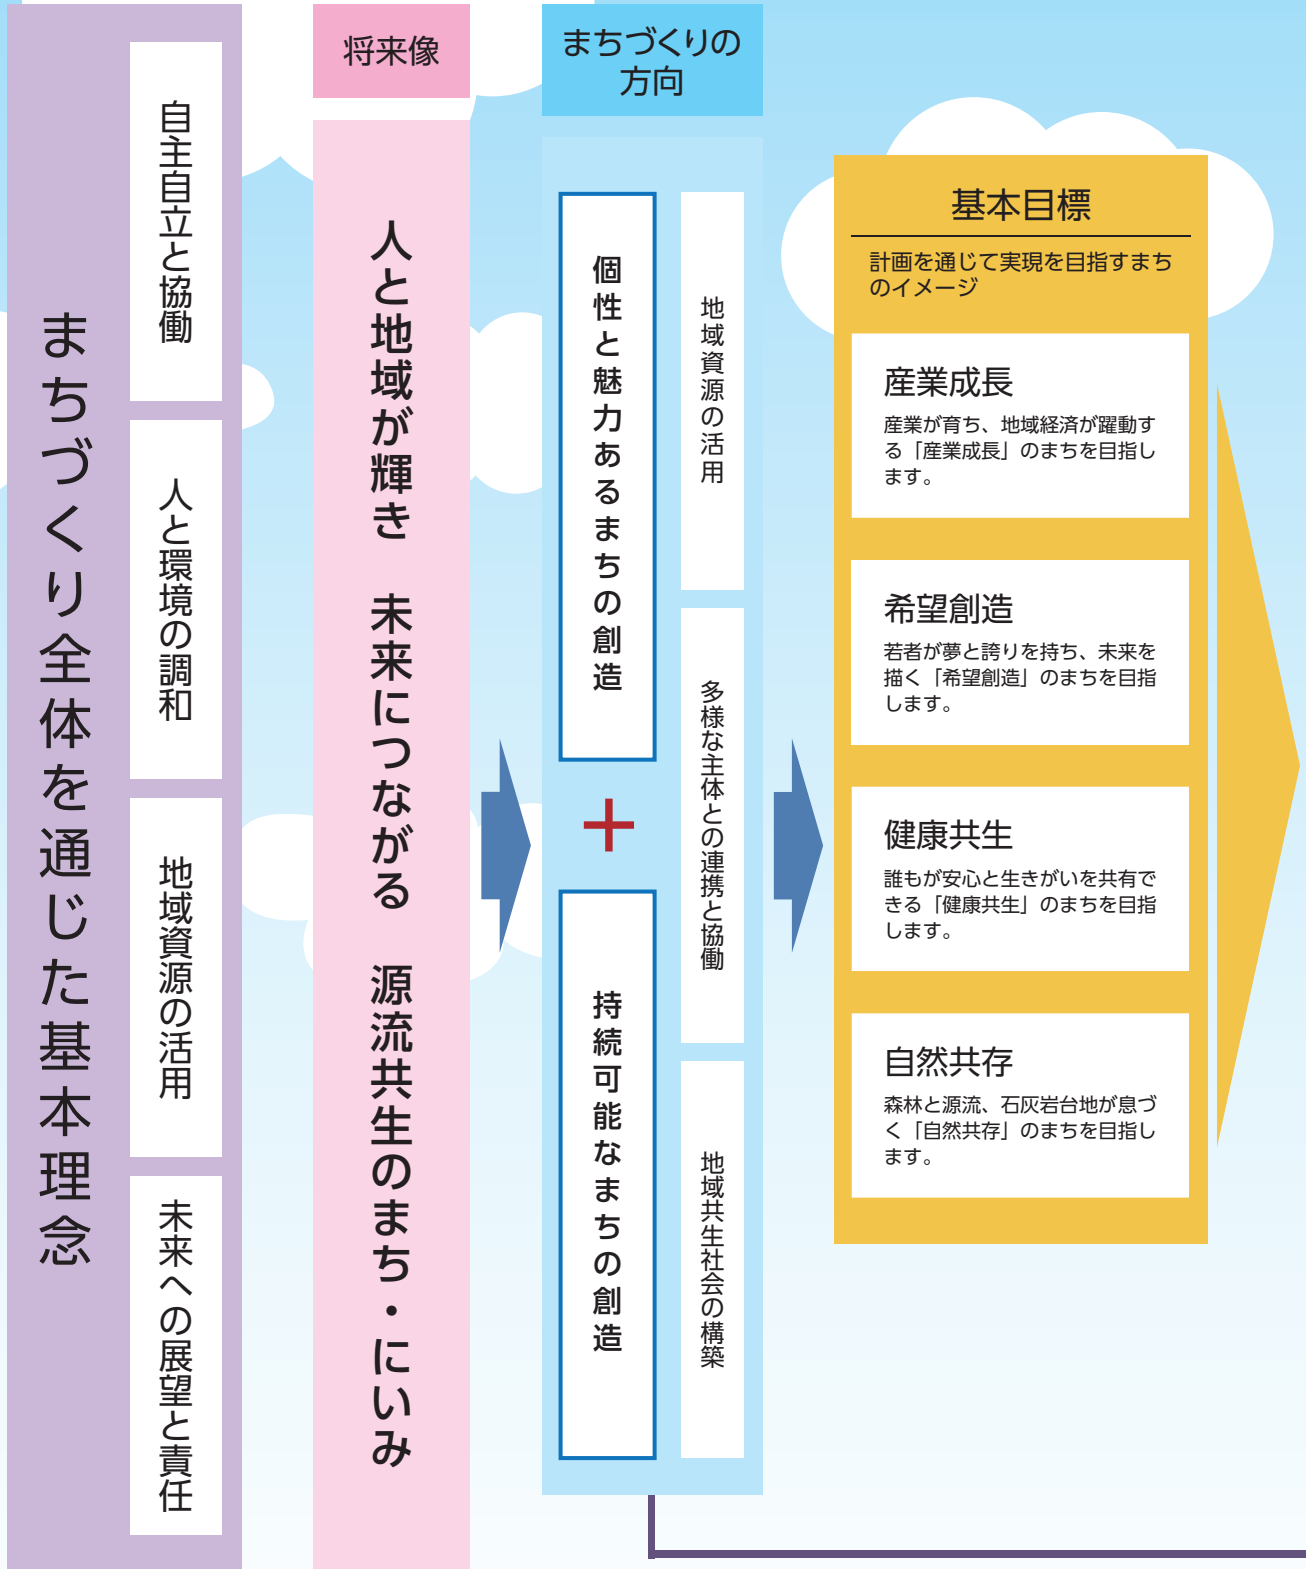 まちづくり全体を通じた基本理念
自主自立と協働
人と環境の調和
地域資源の活用
未来への展望と責任
将来像
人と地域が輝き　未来につながる　源流共生のまち・にいみ
まちづくりの
方向
個性と魅力あるまちの創造
＋
持続可能なまちの創造
地域資源の活用
多様な主体との連携と協働
地域共生社会の構築
基本目標
計画を通じて実現を目指すまち
のイメージ
産業成長
産業が育ち、地域経済が躍動す
る「産業成長」のまちを目指し
ます。
希望創造
若者が夢と誇りを持ち、未来を
描く「希望創造」のまちを目指
します。
健康共生
誰もが安心と生きがいを共有で
きる「健康共生」のまちを目指
します。
自然共存
森林と源流、石灰岩台地が息づ
く「自然共存」のまちを目指し
ます。